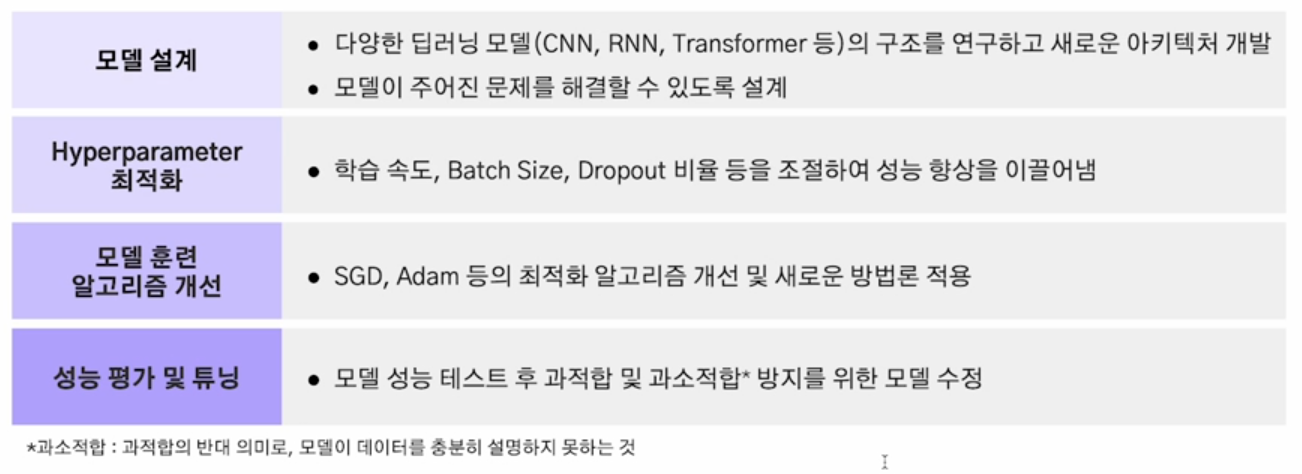 모델 설계
• 다양한 딥러닝 모델(CNN, RNN, Transformer 등)의 구조를 연구하고 새로운 아키텍처 개발
• 모델이 주어진 문제를 해결할 수 있도록 설계
Hyperparameter
최적화
• 학습 속도, Batch Size, Dropout 비율 등을 조절하여 성능 향상을 이끌어냄
모델 훈련
알고리즘 개선
• SGD, Adam 등의 최적화 알고리즘 개선 및 새로운 방법론 적용
성능 평가 및 튜닝
• 모델 성능 테스트 후 과적합 및 과소적합* 방지를 위한 모델 수정
*과소적합 : 과적합의 반대 의미로, 모델이 데이터를 충분히 설명하지 못하는 것